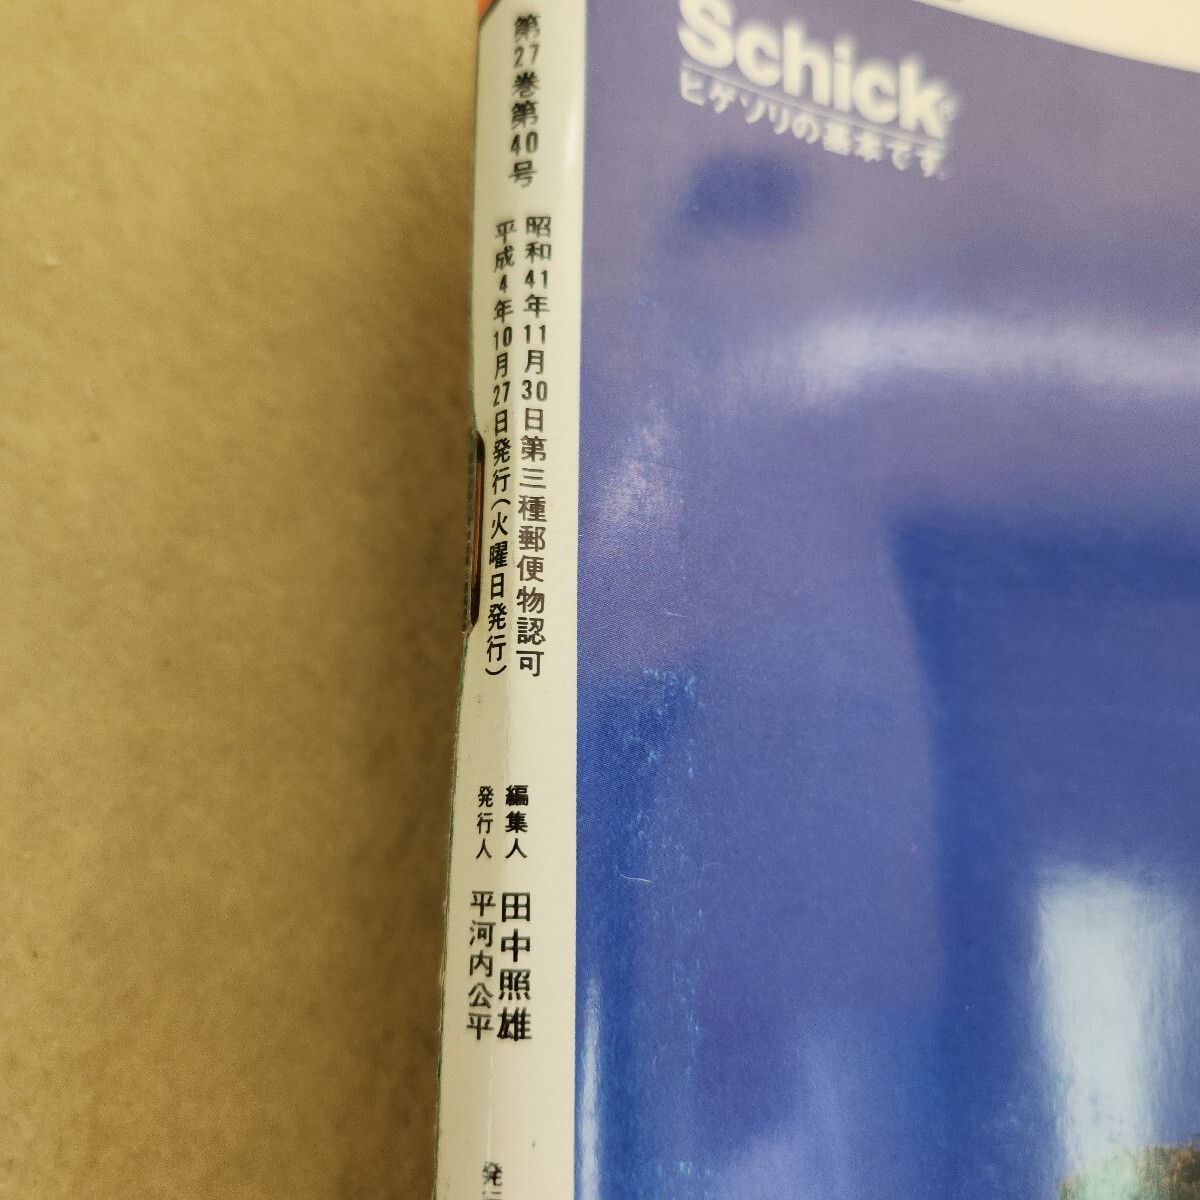 第27巻第40号
昭和41年11月30日第三種郵便物認可
平成4年10月27日発行(火曜日発行)
編集人 田中照雄
発行人 平河内公平
発行
Schick®
ヒゲソリの基本です。